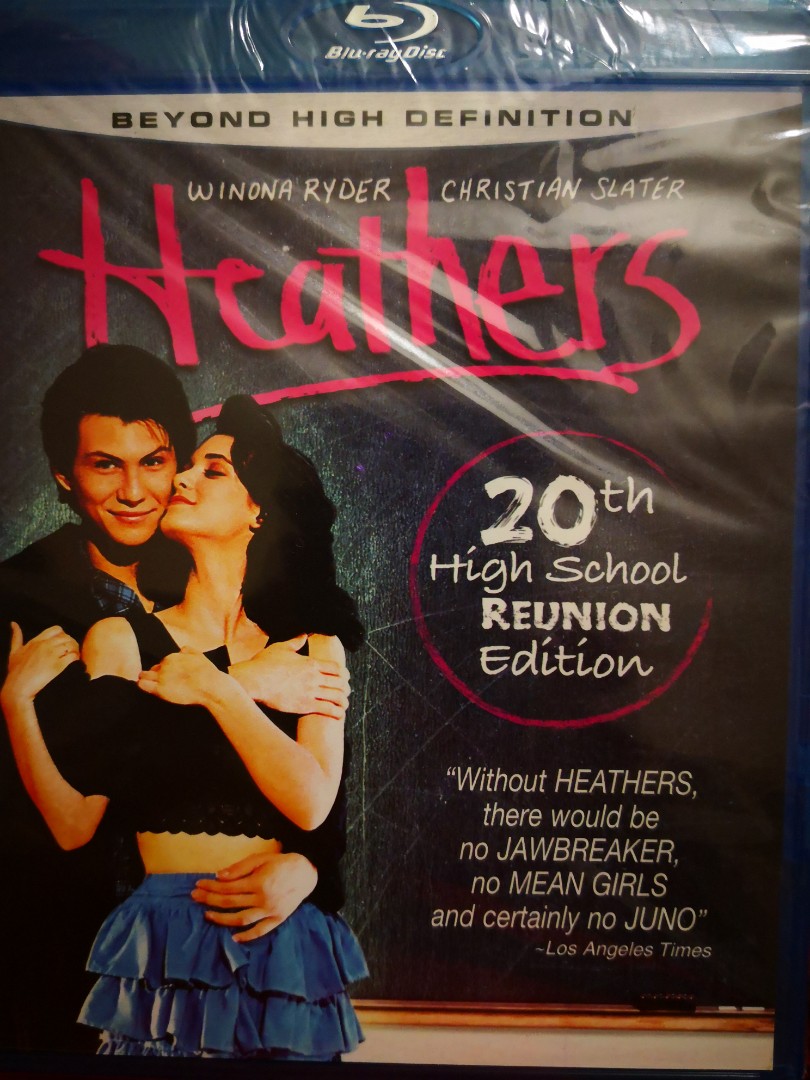 Blu-ray Disc
BEYOND HIGH DEFINITION
WINONA RYDER CHRISTIAN SLATER
Heathers
20th
High School
REUNION
Edition
“Without HEATHERS,
there would be
no JAWBREAKER,
no MEAN GIRLS
and certainly no JUNO”
~Los Angeles Times